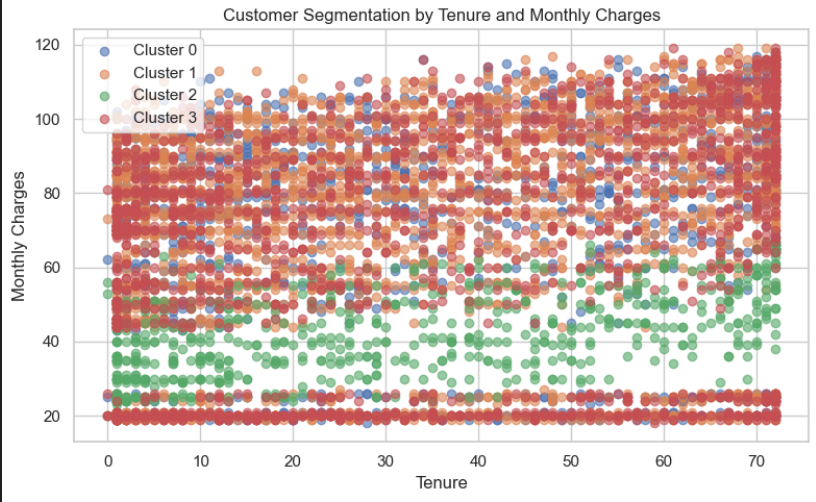 Customer Segmentation by Tenure and Monthly Charges
120
100
80
60
40
20
Monthly Charges
Cluster 0
Cluster 1
Cluster 2
Cluster 3
0 10 20 30 40 50 60 70
Tenure